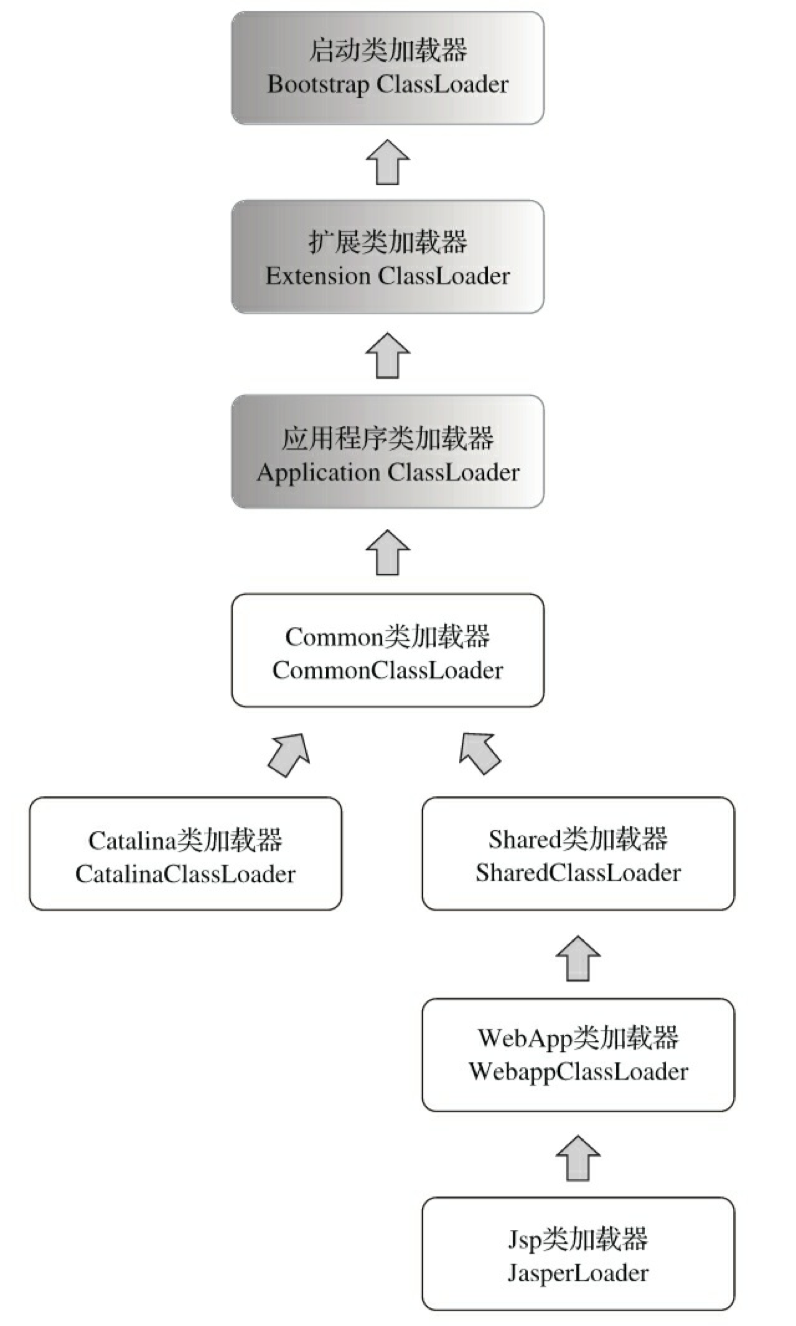 启动类加载器
Bootstrap ClassLoader
扩展类加载器
Extension ClassLoader
应用程序类加载器
Application ClassLoader
Common类加载器
CommonClassLoader
Catalina类加载器
CatalinaClassLoader
Shared类加载器
SharedClassLoader
WebApp类加载器
WebappClassLoader
Jsp类加载器
JasperLoader